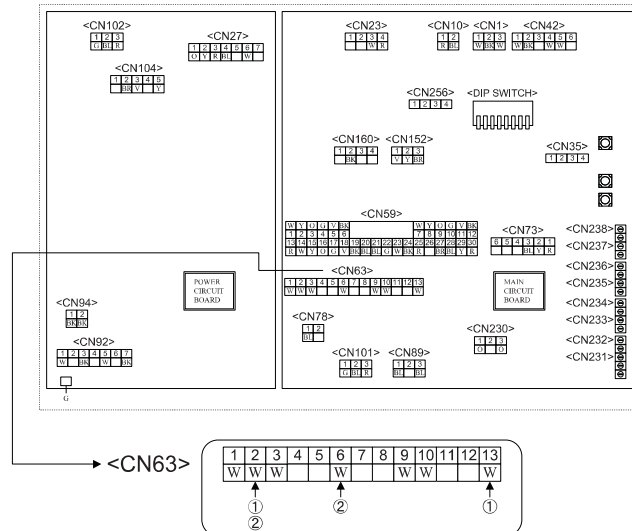 <CN102>
1 2 3
G BL R
<CN27>
1 2 3 4 5 6 7
O Y R BL W
<CN104>
1 2 3 4 5
BR V Y
<CN23>
1 2 3 4
W R
<CN10>
1 2
R BL
<CN1>
1 2 3
W BK W
<CN42>
1 2 3 4 5 6
W BK W W
<CN256>
1 2 3 4
<DIP SWITCH>
<CN160>
1 2 3 4
BK
<CN152>
1 2 3
V Y BR
<CN35>
1 2 3 4
<CN59>
W Y O G V BK W Y O G V BK
1 2 3 4 5 6 7 8 9 10 11 12
13 14 15 16 17 18 19 20 21 22 23 24 25 26 27 28 29 30
R W Y O G V BK BL BL G W BK R BR BL Y R
<CN73>
6 5 4 3 2 1
BL Y R
<CN63>
1 2 3 4 5 6 7 8 9 10 11 12 13
W W W W W W W
POWER
CIRCUIT
BOARD
MAIN
CIRCUIT
BOARD
<CN238>
<CN237>
<CN236>
<CN235>
<CN234>
<CN233>
<CN232>
<CN231>
<CN94>
1 2
BK BK
<CN92>
1 2 3 4 5 6 7
W BK W BK
G
<CN78>
1 2
BL
<CN230>
1 2 3
O O
<CN101>
1 2 3
G BL R
<CN89>
1 2 3
BL BL
<CN63>
1 2 3 4 5 6 7 8 9 10 11 12 13
W W W W W W W
① ② ①
②